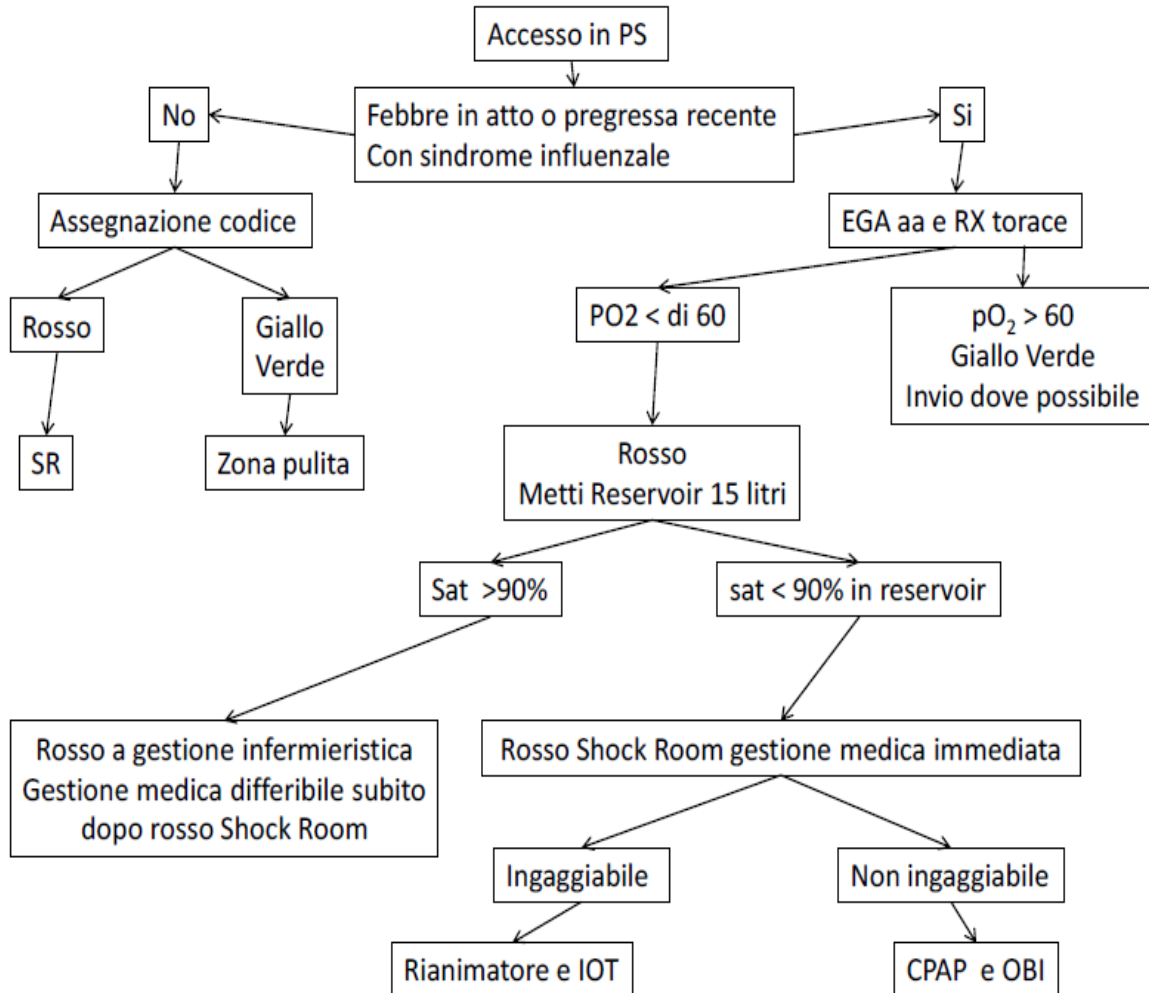 Accesso in PS
No
Febbre in atto o pregressa recente
Con sindrome influenzale
Si
Assegnazione codice
EGA aa e RX torace
Rosso
Giallo
Verde
PO2 < di 60
pO₂ > 60
Giallo Verde
Invio dove possibile
SR
Zona pulita
Rosso
Metti Reservoir 15 litri
Sat >90%
sat < 90% in reservoir
Rosso a gestione infermieristica
Gestione medica differibile subito
dopo rosso Shock Room
Rosso Shock Room gestione medica immediata
Ingaggiabile
Non ingaggiabile
Rianimatore e IOT
CPAP e OBI